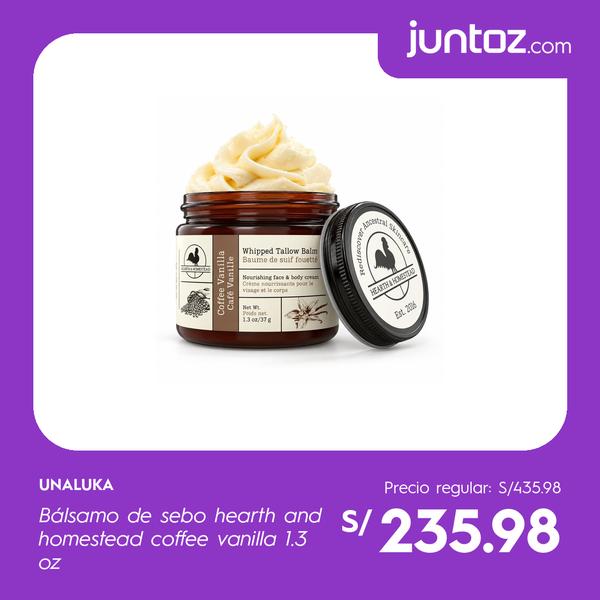 juntoz.com
HEARTH & HOMESTEAD
Coffee Vanilla
Café Vanille
Whipped Tallow Balm
Baume de suif fouetté
Nourishing face & body cream
Crème nourrissante pour le
visage et le corps
Net Wt.
Poids net.
1.3 oz/37 g
Rediscover Ancestral Skincare
HEARTH & HOMESTEAD
Est. 2016
UNALUKA
Bálsamo de sebo hearth and
homestead coffee vanilla 1.3
oz
Precio regular: S/435.98
S/ 235.98